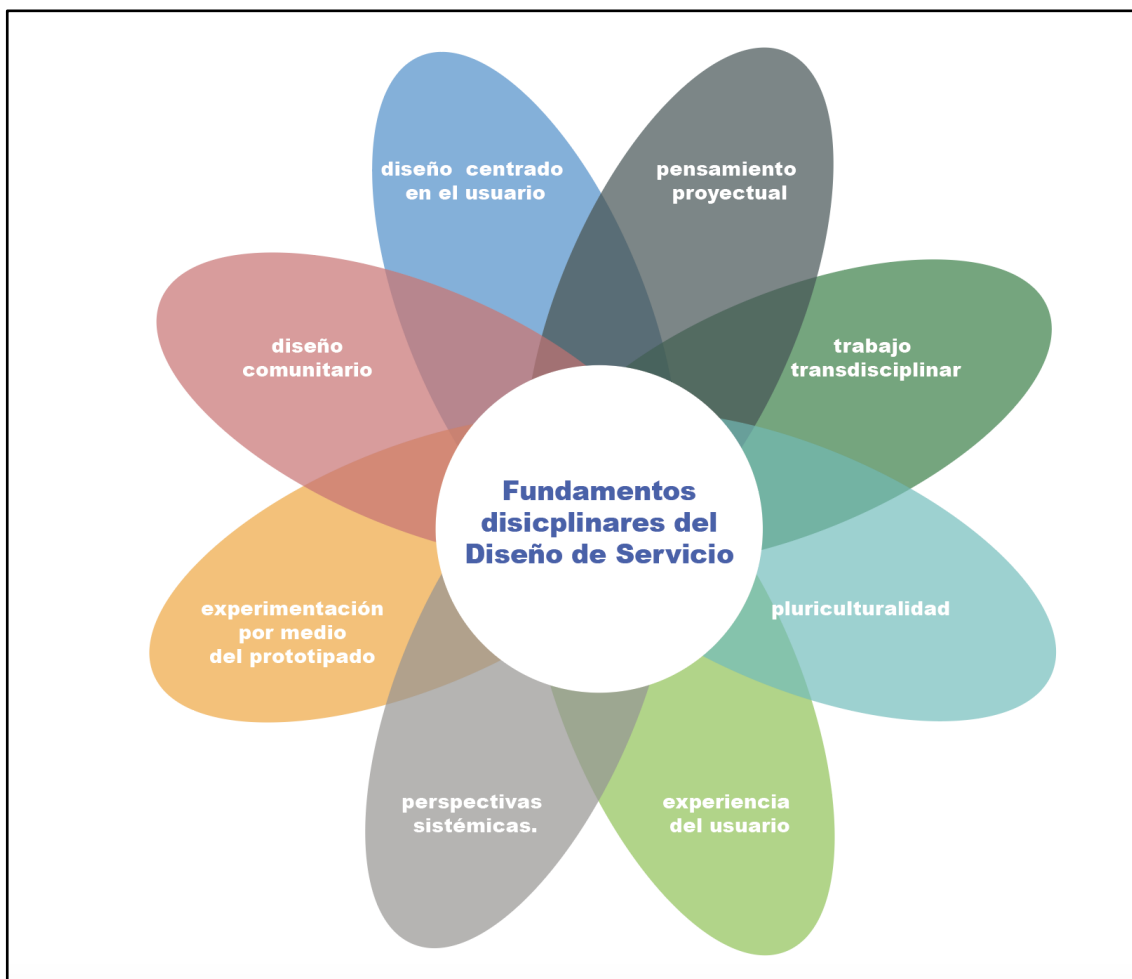 diseño centrado
en el usuario
pensamiento
proyectual
diseño
comunitario
trabajo
transdisciplinar
Fundamentos
disicplinares del
Diseño de Servicio
experimentación
por medio
del prototipado
pluriculturalidad
perspectivas
sistémicas.
experiencia
del usuario